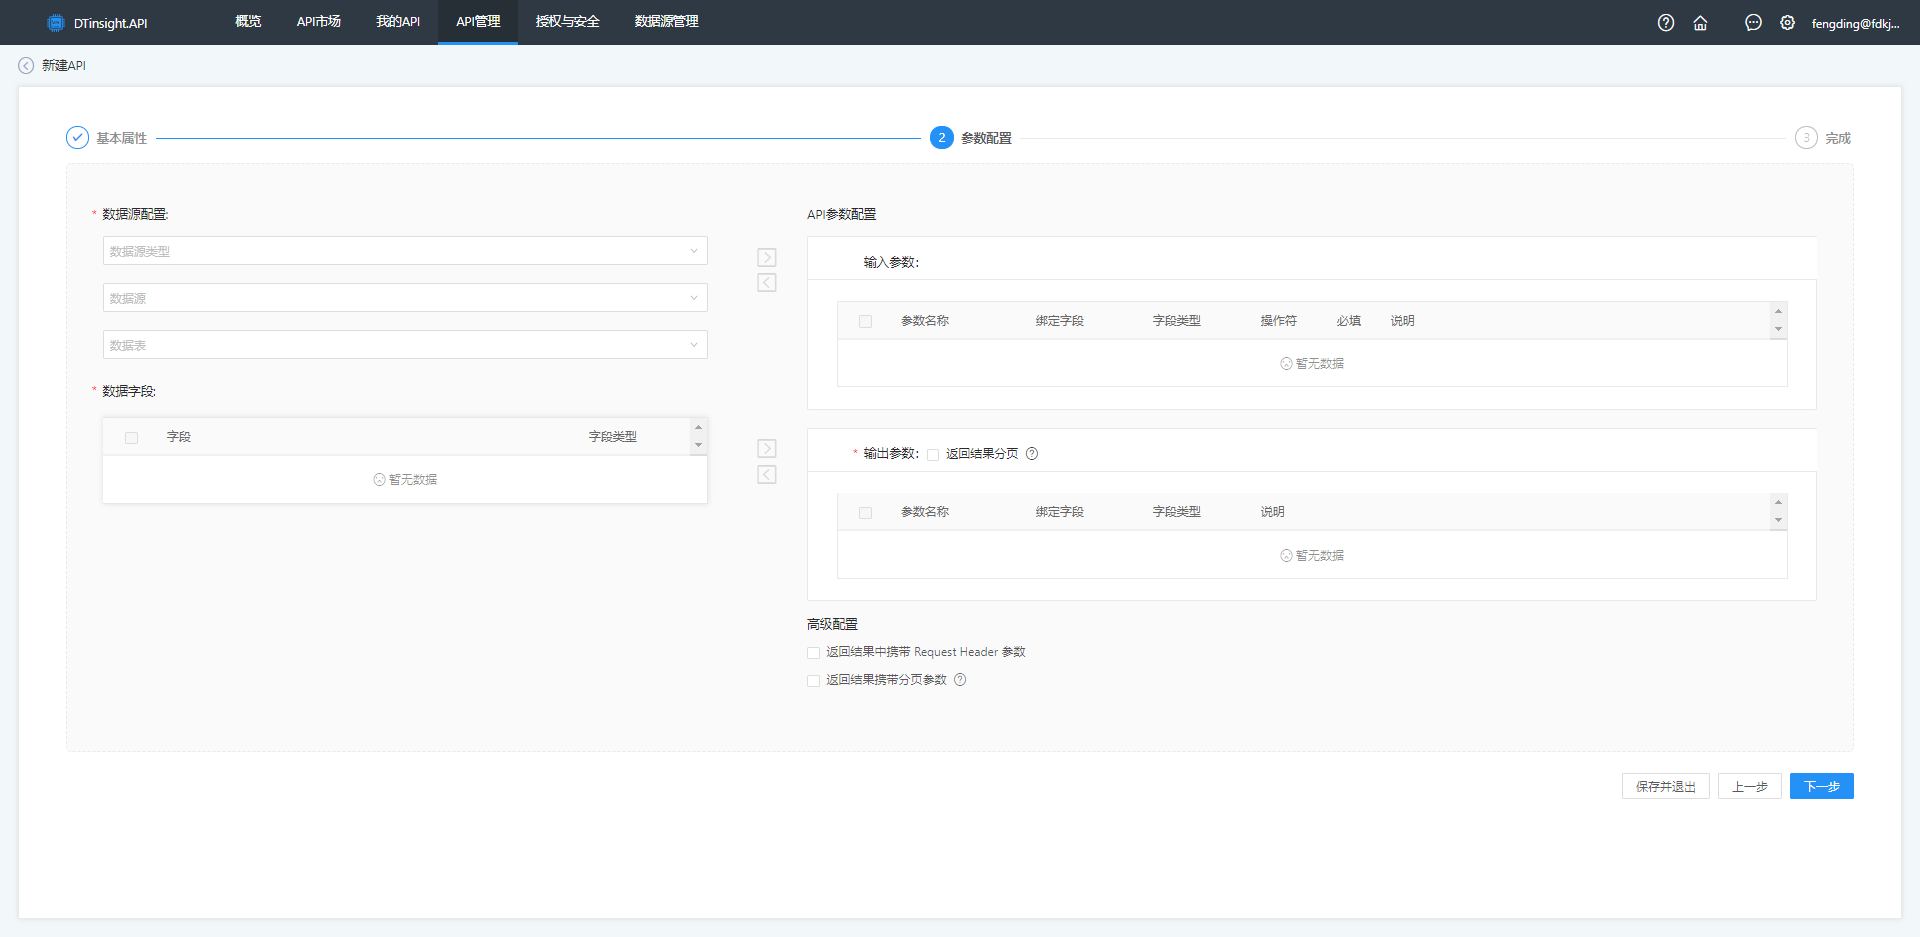 DTinsight.API 概览 API市场 我的API API管理 授权与安全 数据源管理 fengding@fdkj...
新建API
基本属性 2 参数配置 3 完成
* 数据源配置:
数据源类型
数据源
数据表
* 数据字段:
字段 字段类型
暂无数据
API参数配置
输入参数:
参数名称 绑定字段 字段类型 操作符 必填 说明
暂无数据
* 输出参数: 返回结果分页
参数名称 绑定字段 字段类型 说明
暂无数据
高级配置
返回结果中携带 Request Header 参数
返回结果携带分页参数
保存并退出 上一步 下一步